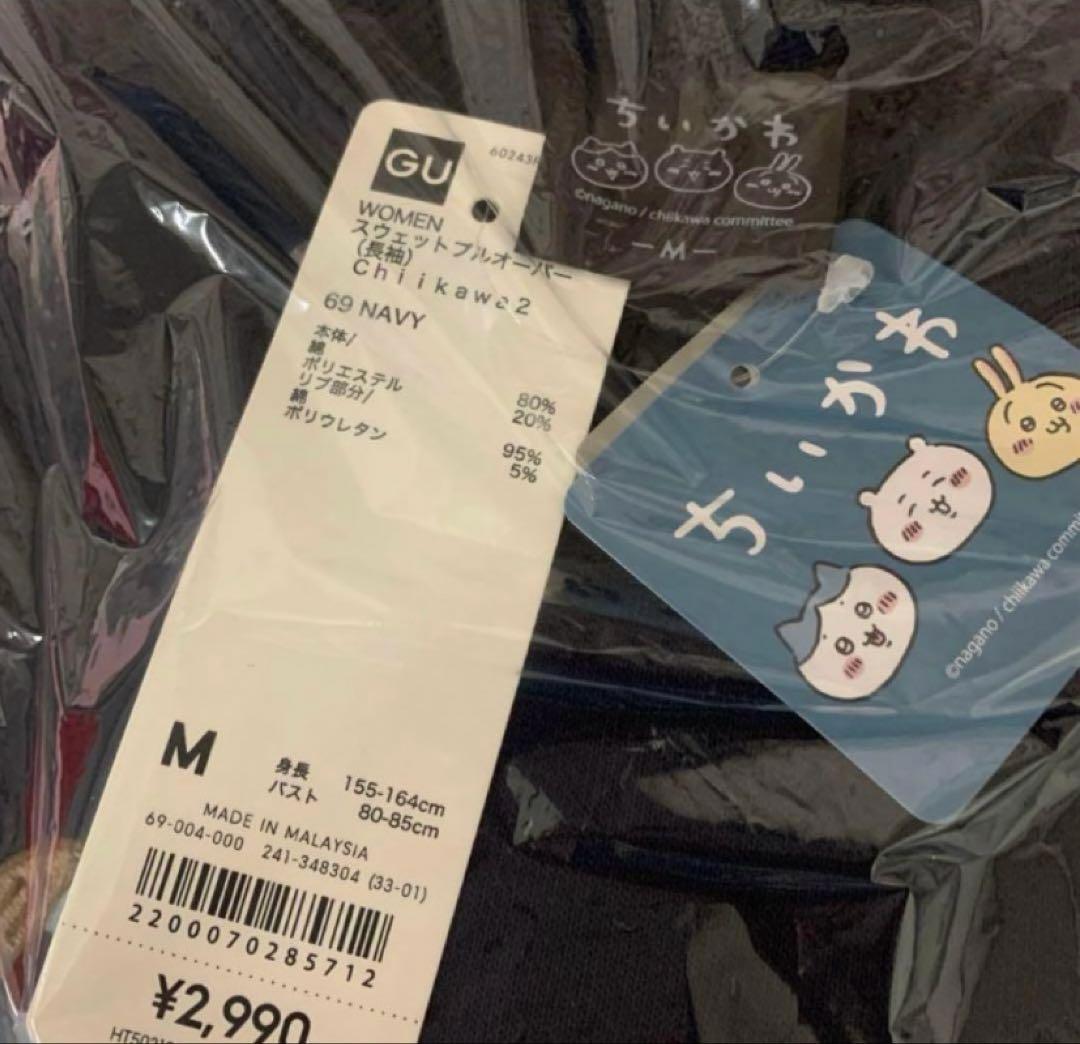 GU
60243
WOMEN
スウェットプルオーバー
(長袖)
Chiikawa2
69 NAVY
本体/
綿 80%
ポリエステル 20%
リブ部分/
綿 95%
ポリウレタン 5%
M
身長 155-164cm
バスト 80-85cm
MADE IN MALAYSIA
69-004-000 241-348304 (33-01)
2200070285712
¥2,990
ちいかわ
©nagano / chiikawa committee
M
ちいかわ
©nagano / chiikawa